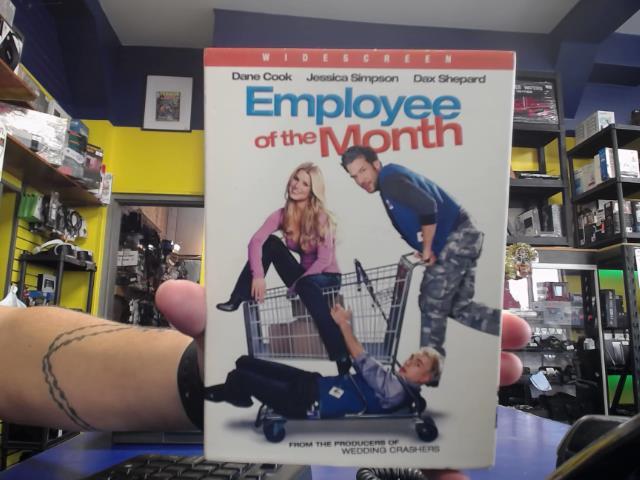 WIDESCREEN
Dane Cook Jessica Simpson Dax Shepard
Employee
of the Month
FROM THE PRODUCERS OF
WEDDING CRASHERS